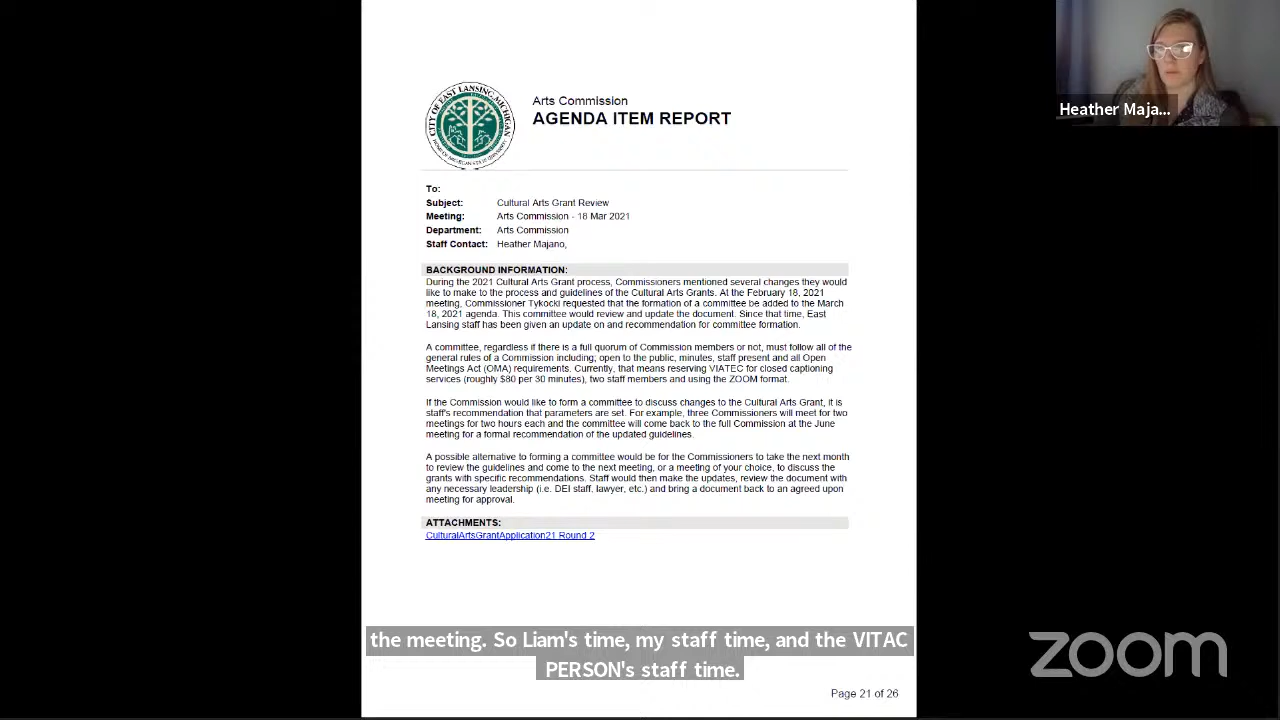 Heather Maja...
CITY OF EAST LANSING, MICHIGAN
HOME OF MICHIGAN STATE UNIVERSITY
Arts Commission
AGENDA ITEM REPORT
To:
Subject: Cultural Arts Grant Review
Meeting: Arts Commission - 18 Mar 2021
Department: Arts Commission
Staff Contact: Heather Majano,
BACKGROUND INFORMATION:
During the 2021 Cultural Arts Grant process, Commissioners mentioned several changes they would
like to make to the process and guidelines of the Cultural Arts Grants. At the February 18, 2021
meeting, Commissioner Tykocki requested that the formation of a committee be added to the March
18, 2021 agenda. This committee would review and update the document. Since that time, East
Lansing staff has been given an update on and recommendation for committee formation.
A committee, regardless if there is a full quorum of Commission members or not, must follow all of the
general rules of a Commission including; open to the public, minutes, staff present and all Open
Meetings Act (OMA) requirements. Currently, that means reserving VIATEC for closed captioning
services (roughly $80 per 30 minutes), two staff members and using the ZOOM format.
If the Commission would like to form a committee to discuss changes to the Cultural Arts Grant, it is
staff's recommendation that parameters are set. For example, three Commissioners will meet for two
meetings for two hours each and the committee will come back to the full Commission at the June
meeting for a formal recommendation of the updated guidelines.
A possible alternative to forming a committee would be for the Commissioners to take the next month
to review the guidelines and come to the next meeting, or a meeting of your choice, to discuss the
grants with specific recommendations. Staff would then make the updates, review the document with
any necessary leadership (i.e. DEI staff, lawyer, etc.) and bring a document back to an agreed upon
meeting for approval.
ATTACHMENTS:
CulturalArtsGrantApplication21 Round 2
the meeting. So Liam's time, my staff time, and the VITAC
PERSON's staff time.
zoom
Page 21 of 26